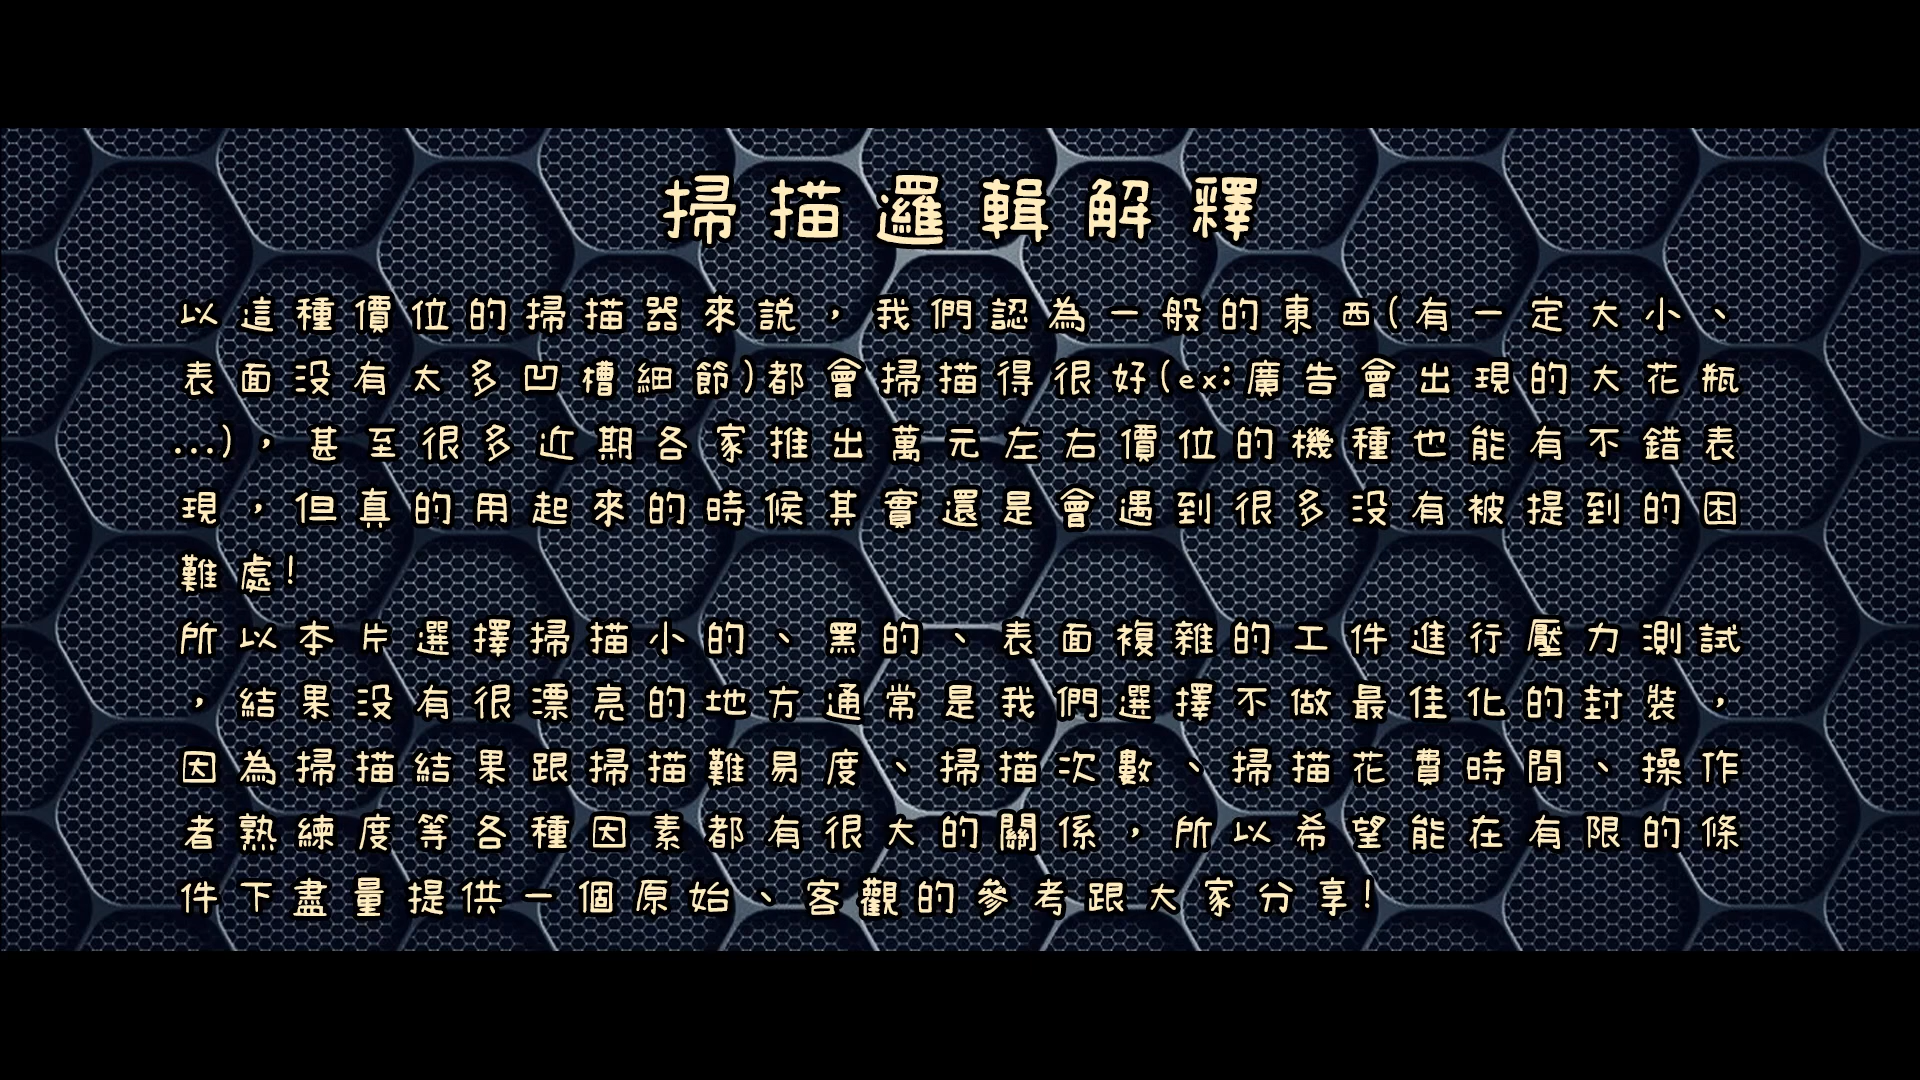 掃描邏輯解釋
以這種價位的掃描器來說，我們認為一般的東西(有一定大小、
表面沒有太多凹槽細節)都會掃描得很好(ex:廣告會出現的大花瓶
...)，甚至很多近期各家推出萬元左右價位的機種也能有不錯表
現，但真的用起來的時候其實還是會遇到很多沒有被提到的困
難處!
所以本片選擇掃描小的、黑的、表面複雜的工件進行壓力測試
，結果沒有很漂亮的地方通常是我們選擇不做最佳化的封裝，
因為掃描結果跟掃描難易度、掃描次數、掃描花費時間、操作
者熟練度等各種因素都有很大的關係，所以希望能在有限的條
件下盡量提供一個原始、客觀的參考跟大家分享!